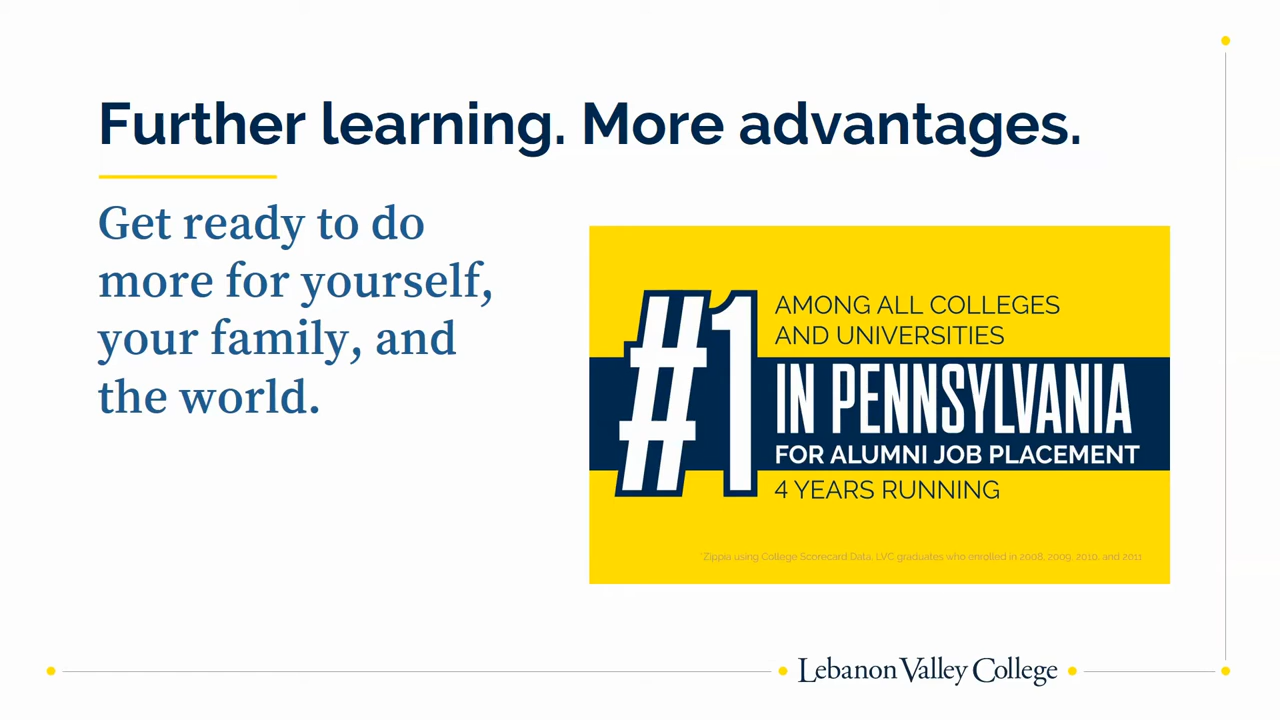 Further learning. More advantages.
Get ready to do
more for yourself,
your family, and
the world.
#1
AMONG ALL COLLEGES
AND UNIVERSITIES
IN PENNSYLVANIA
FOR ALUMNI JOB PLACEMENT
4 YEARS RUNNING
*Zippia using College Scorecard Data, LVC graduates who enrolled in 2008, 2009, 2010, and 2011
Lebanon Valley College